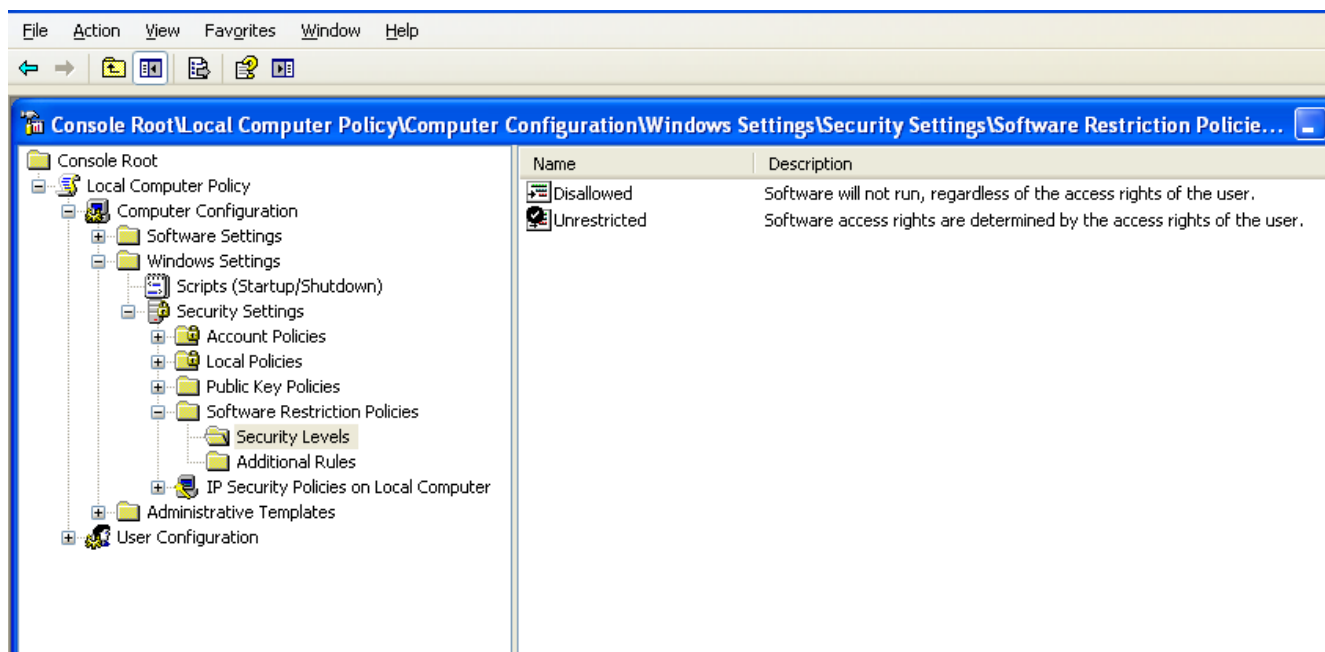 File Action View Favorites Window Help
Console Root\Local Computer Policy\Computer Configuration\Windows Settings\Security Settings\Software Restriction Policie...
Console Root
Local Computer Policy
Computer Configuration
Software Settings
Windows Settings
Scripts (Startup/Shutdown)
Security Settings
Account Policies
Local Policies
Public Key Policies
Software Restriction Policies
Security Levels
Additional Rules
IP Security Policies on Local Computer
Administrative Templates
User Configuration
Name Description
Disallowed Software will not run, regardless of the access rights of the user.
Unrestricted Software access rights are determined by the access rights of the user.